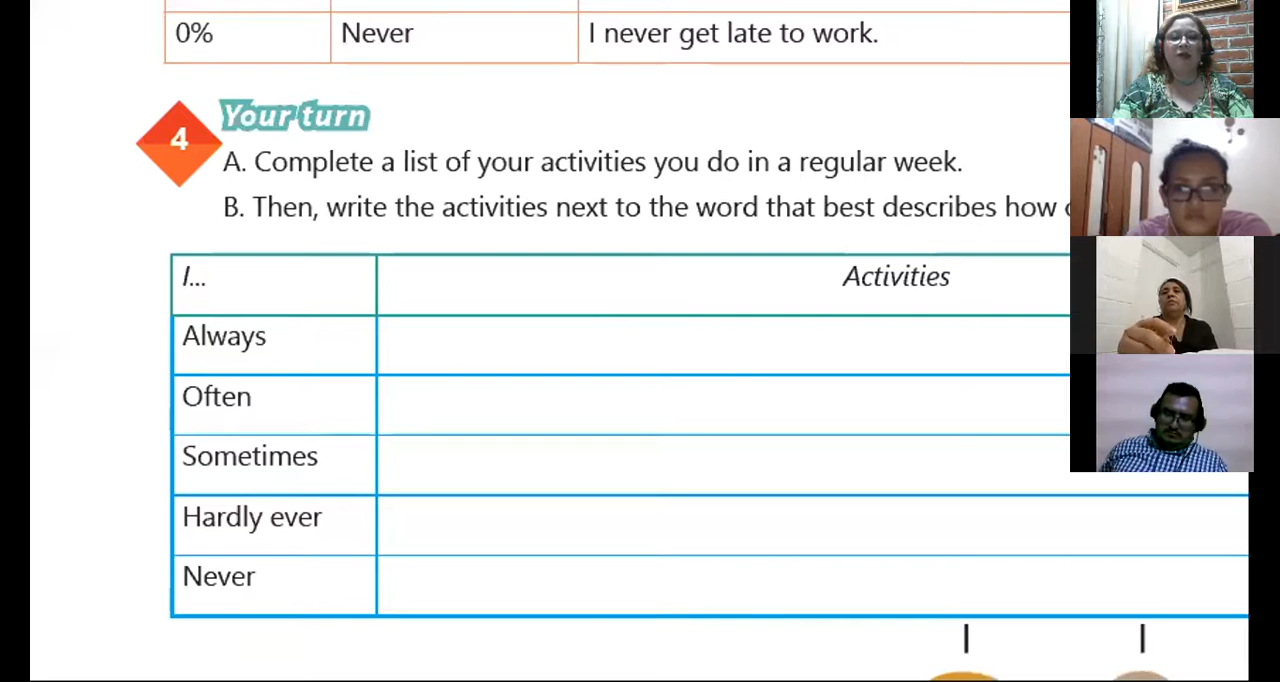 0% Never I never get late to work.
4
Your turn
A. Complete a list of your activities you do in a regular week.
B. Then, write the activities next to the word that best describes how
I... Activities
Always
Often
Sometimes
Hardly ever
Never